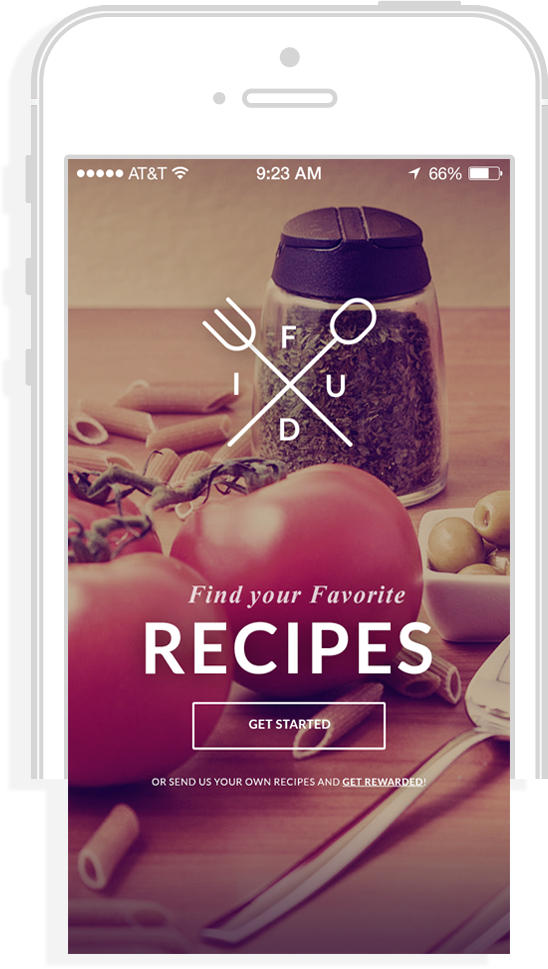 AT&T 9:23 AM 66%
F
I U
D
Find your Favorite
RECIPES
GET STARTED
OR SEND US YOUR OWN RECIPES AND GET REWARDED!